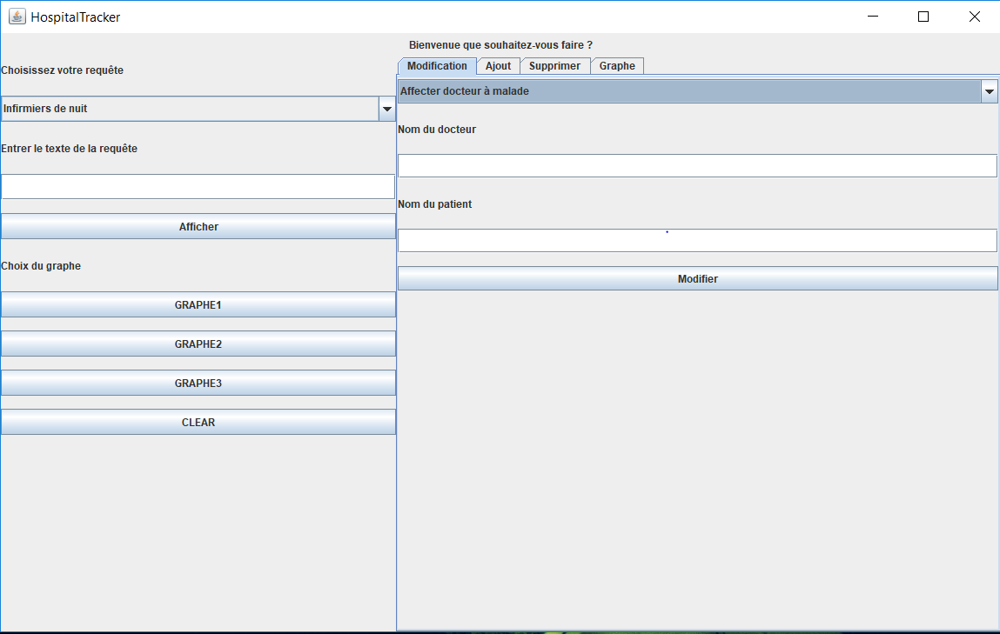 HospitalTracker
Choisissez votre requête
Infirmiers de nuit
Entrer le texte de la requête
Afficher
Choix du graphe
GRAPHE1
GRAPHE2
GRAPHE3
CLEAR
Bienvenue que souhaitez-vous faire ?
Modification Ajout Supprimer Graphe
Affecter docteur à malade
Nom du docteur
Nom du patient
Modifier